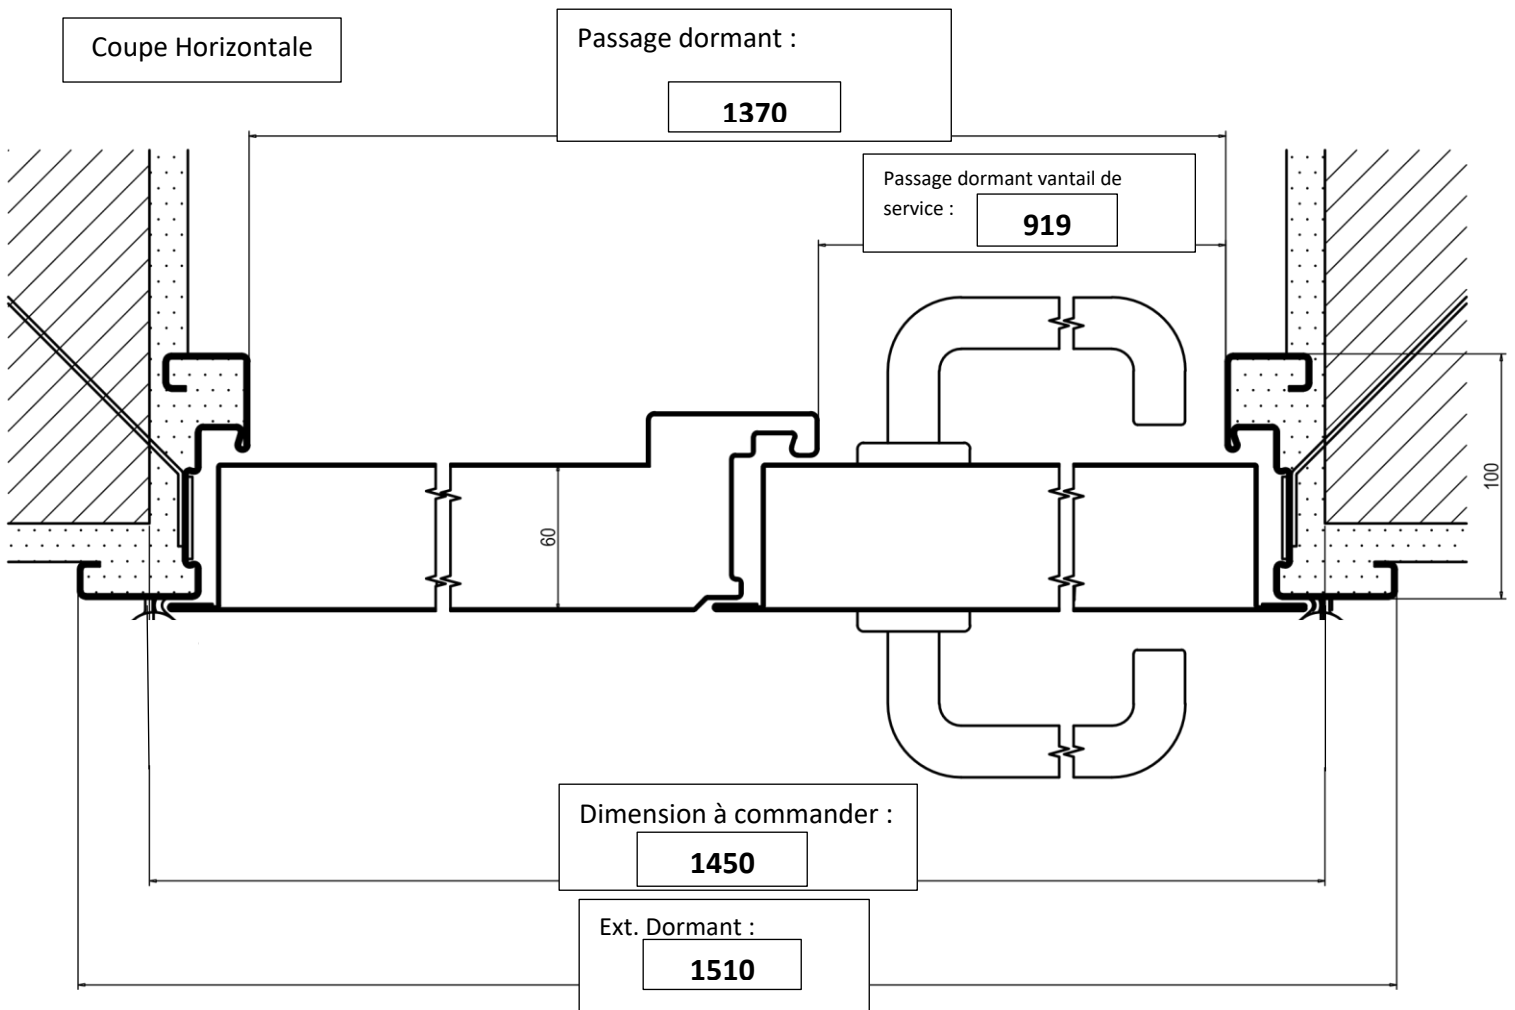 Coupe Horizontale
Passage dormant :
1370
Passage dormant vantail de
service :
919
100
60
Dimension à commander :
1450
Ext. Dormant :
1510